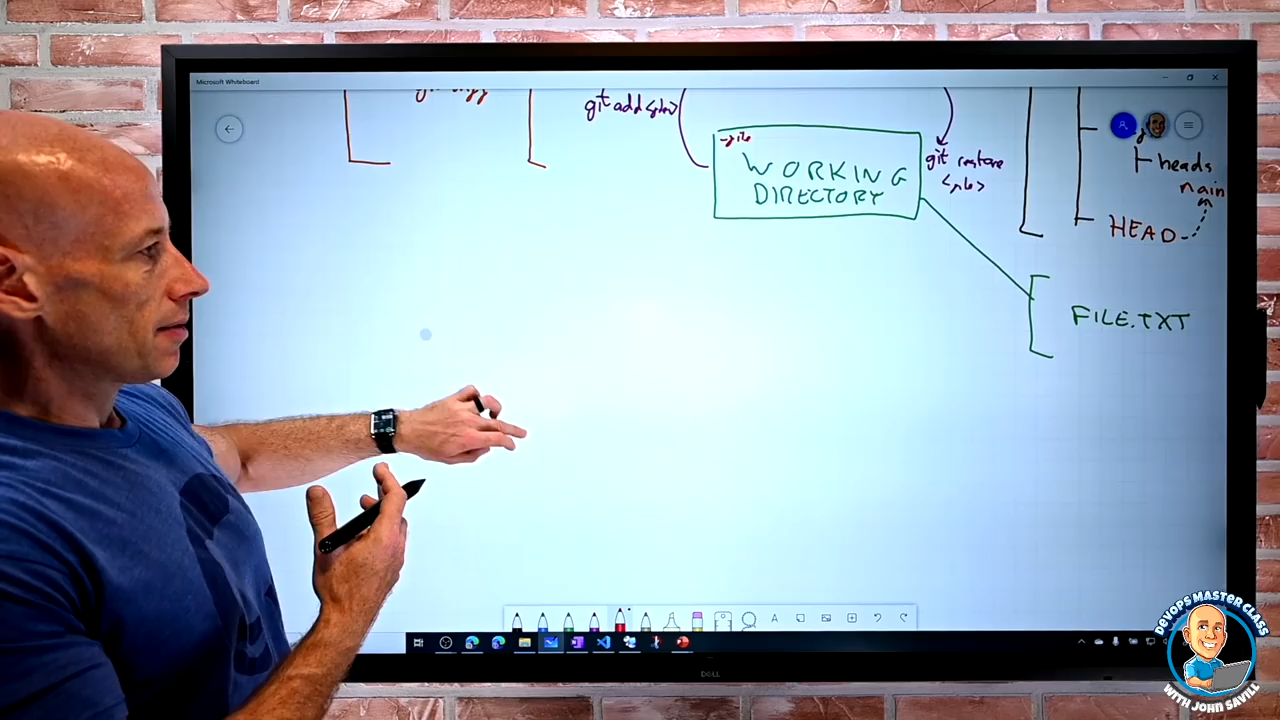 Microsoft Whiteboard
git add <file>
WORKING
DIRECTORY
git restore
<file>
heads
main
HEAD
FILE.TXT
A
DELL
DEVOPS MASTER CLASS
WITH JOHN SAVILL